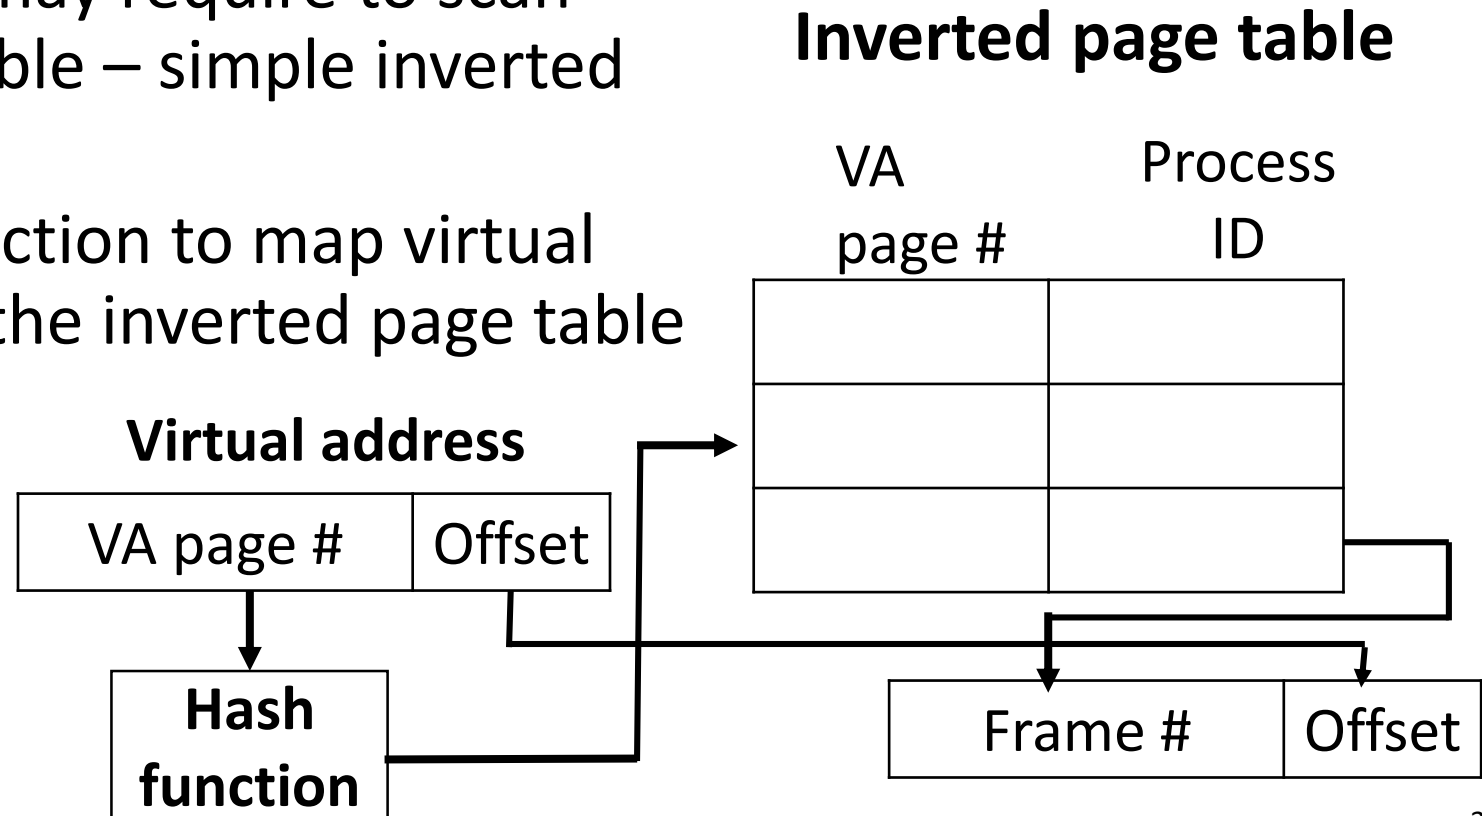 may require to scan
ble – simple inverted
ction to map virtual
the inverted page table
Inverted page table
VA
page #
Process
ID
Virtual address
VA page #
Offset
Hash
function
Frame #
Offset